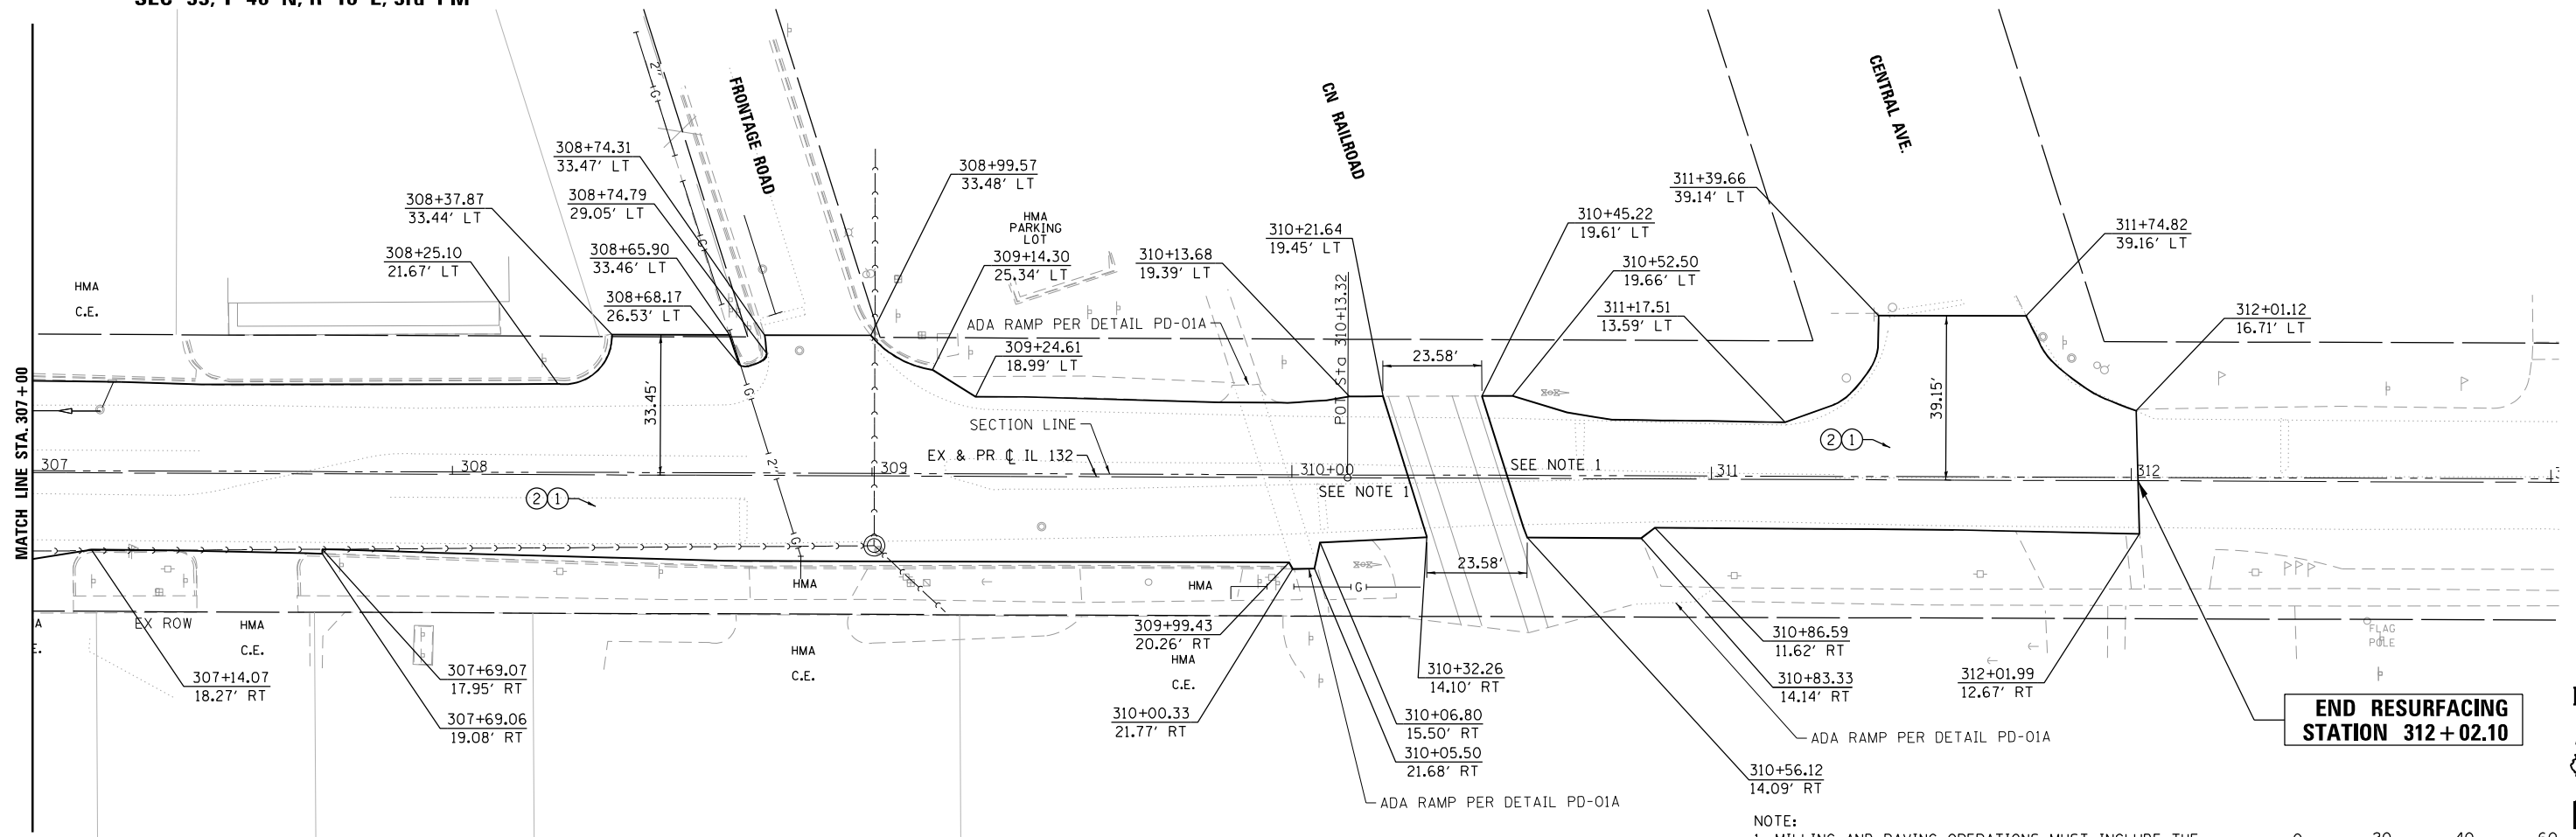 MATCH LINE STA. 307+00
HMA
C.E.
308+25.10
21.67' LT
308+37.87
33.44' LT
308+74.31
33.47' LT
308+74.79
29.05' LT
308+65.90
33.46' LT
308+68.17
26.53' LT
2"
G
FRONTAGE ROAD
G
33.45'
G
2"
G
308+99.57
33.48' LT
HMA
PARKING
LOT
309+14.30
25.34' LT
ADA RAMP PER DETAIL PD-01A
309+24.61
18.99' LT
310+13.68
19.39' LT
310+21.64
19.45' LT
POT Sta 310+13.32
CN RAILROAD
23.58'
310+45.22
19.61' LT
310+52.50
19.66' LT
311+17.51
13.59' LT
311+39.66
39.14' LT
CENTRAL AVE.
39.15'
311+74.82
39.16' LT
312+01.12
16.71' LT
SECTION LINE
EX & PR ℄ IL 132
307
308
309
310+00
311
312
SEE NOTE 1
SEE NOTE 1
2 1
2 1
23.58'
HMA
HMA
G
EX ROW
HMA
C.E.
HMA
C.E.
HMA
C.E.
307+14.07
18.27' RT
307+69.07
17.95' RT
307+69.06
19.08' RT
309+99.43
20.26' RT
310+00.33
21.77' RT
310+06.80
15.50' RT
310+05.50
21.68' RT
310+32.26
14.10' RT
310+56.12
14.09' RT
310+86.59
11.62' RT
310+83.33
14.14' RT
312+01.99
12.67' RT
FLAG
POLE
ADA RAMP PER DETAIL PD-01A
ADA RAMP PER DETAIL PD-01A
END RESURFACING
STATION 312+02.10
NOTE: